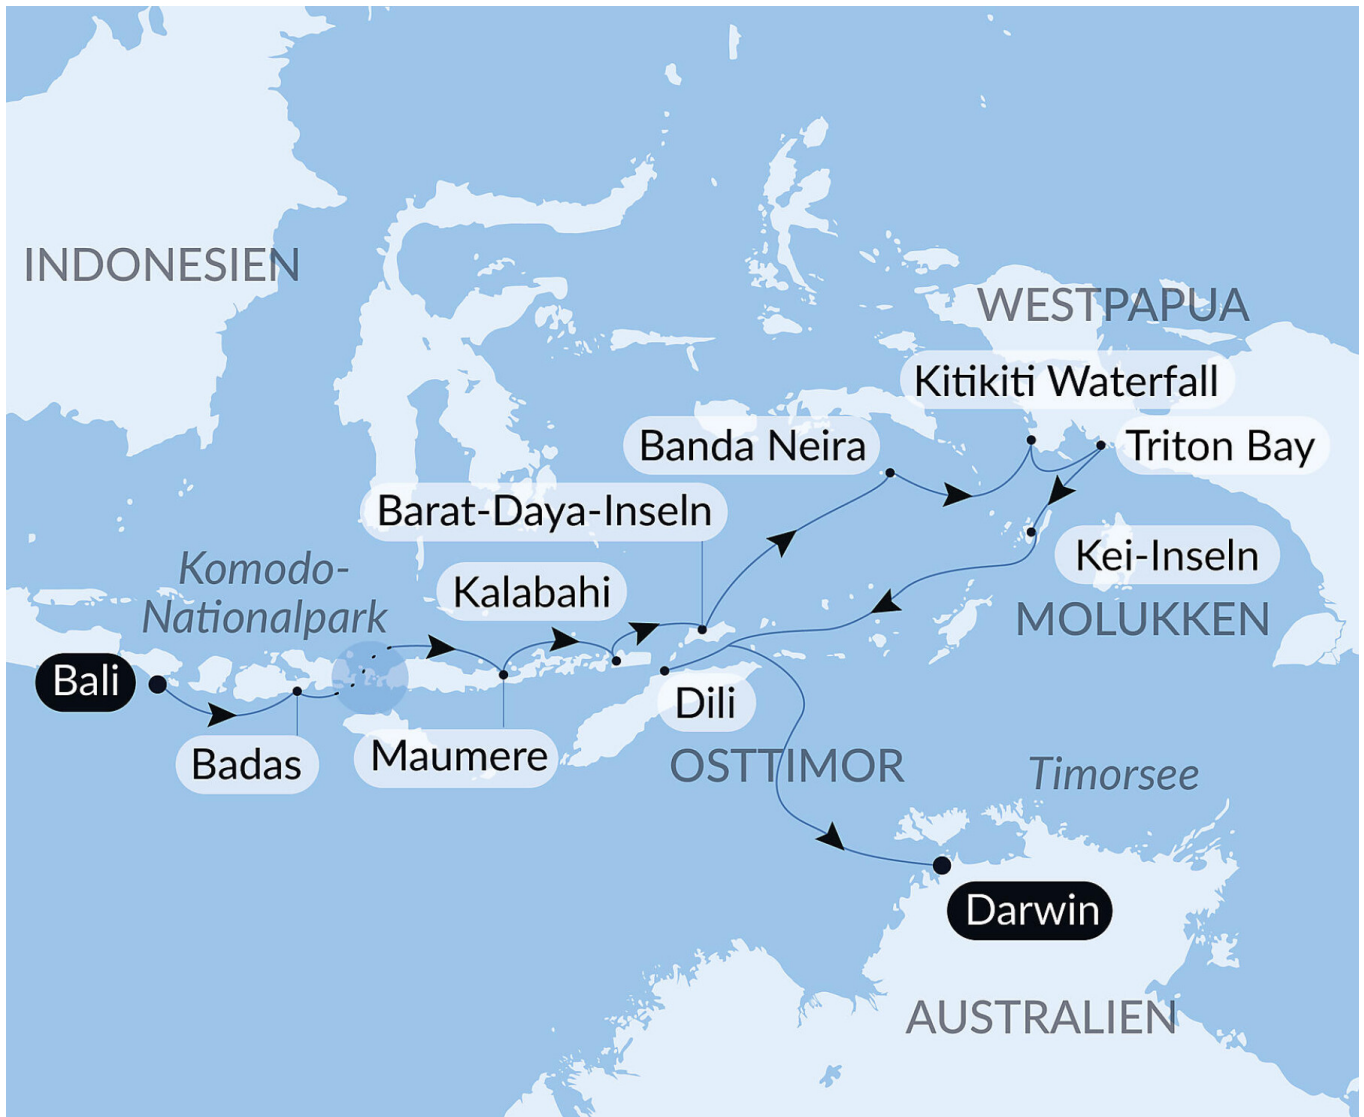 INDONESIEN
WESTPAPUA
Kitikiti Waterfall
Banda Neira
Triton Bay
Barat-Daya-Inseln
Kei-Inseln
Komodo-
Nationalpark
Kalabahi
MOLUKKEN
Bali
Dili
Badas
Maumere
OSTTIMOR
Timorsee
Darwin
AUSTRALIEN